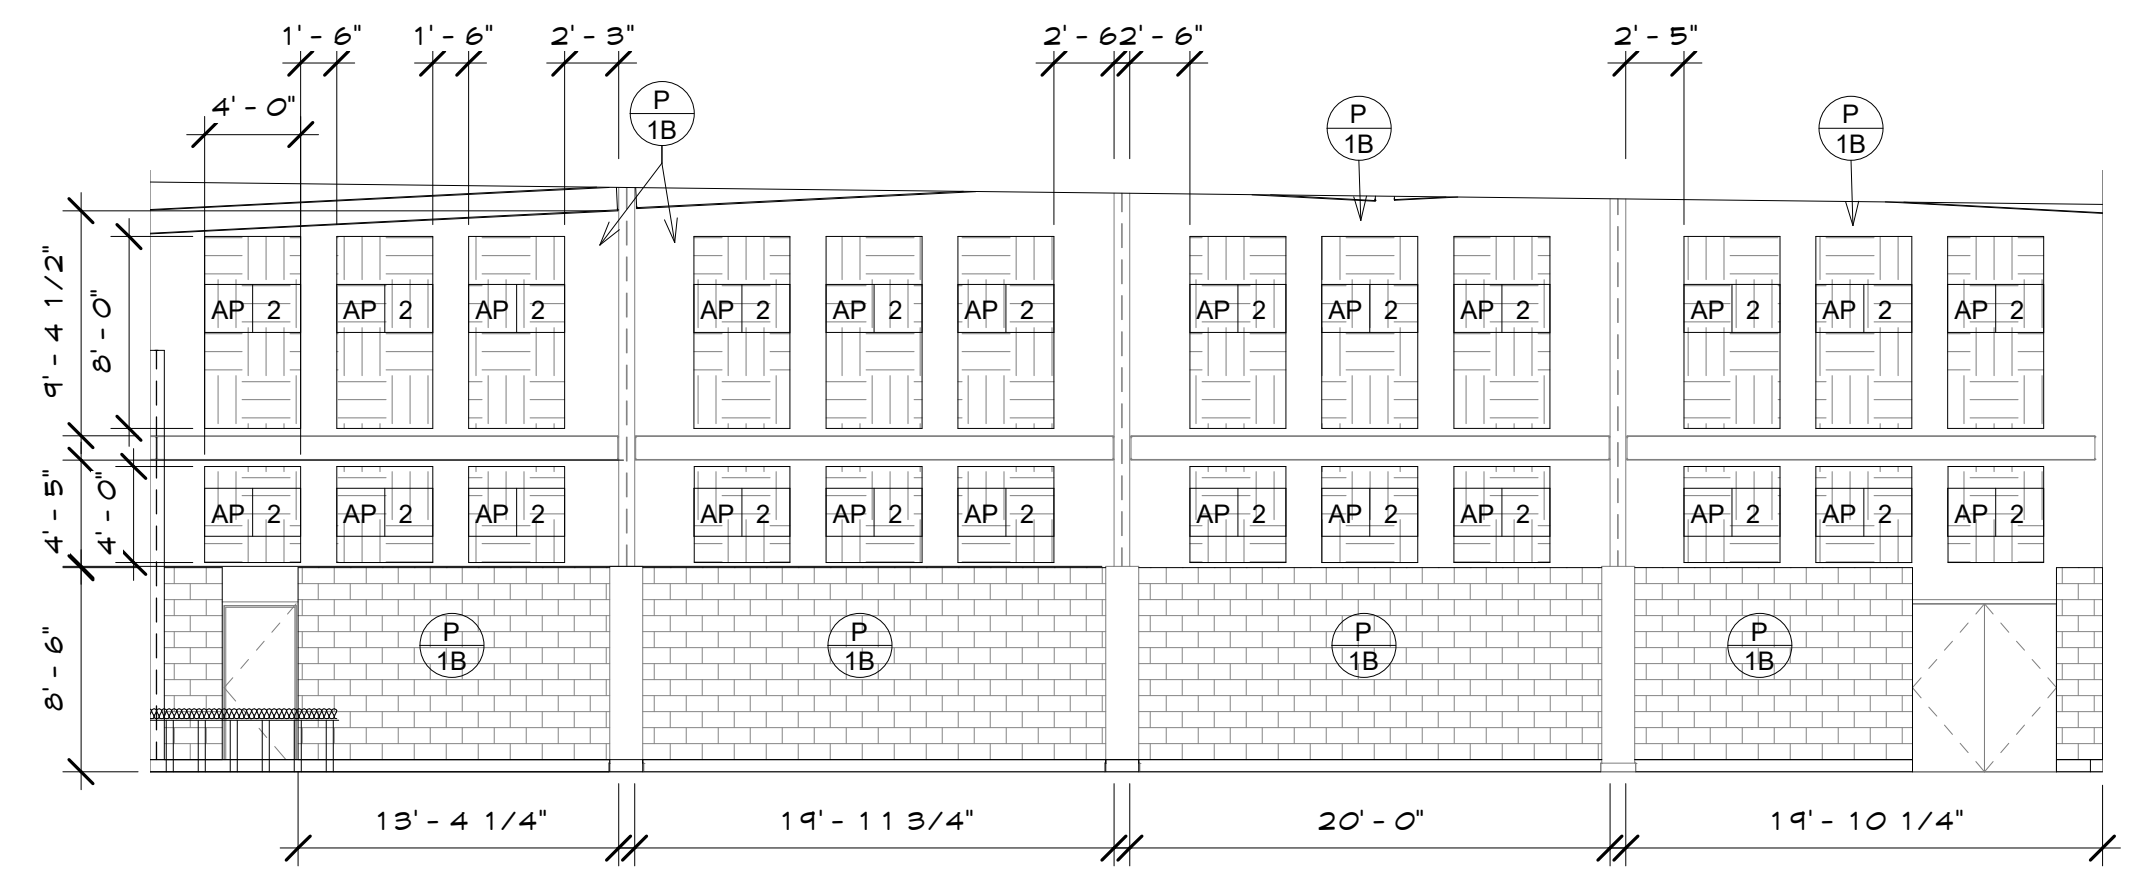 1' - 6" 1' - 6" 2' - 3" 2' - 6 2' - 6" 2' - 5"
4' - 0"
P
1B
P
1B
P
1B
9' - 4 1/2"
8' - 0"
AP 2 AP 2 AP 2 AP 2 AP 2 AP 2 AP 2 AP 2 AP 2 AP 2 AP 2 AP 2
4' - 5"
4' - 0"
AP 2 AP 2 AP 2 AP 2 AP 2 AP 2 AP 2 AP 2 AP 2 AP 2 AP 2 AP 2
8' - 6"
P
1B
P
1B
P
1B
P
1B
13' - 4 1/4" 19' - 11 3/4" 20' - 0" 19' - 10 1/4"